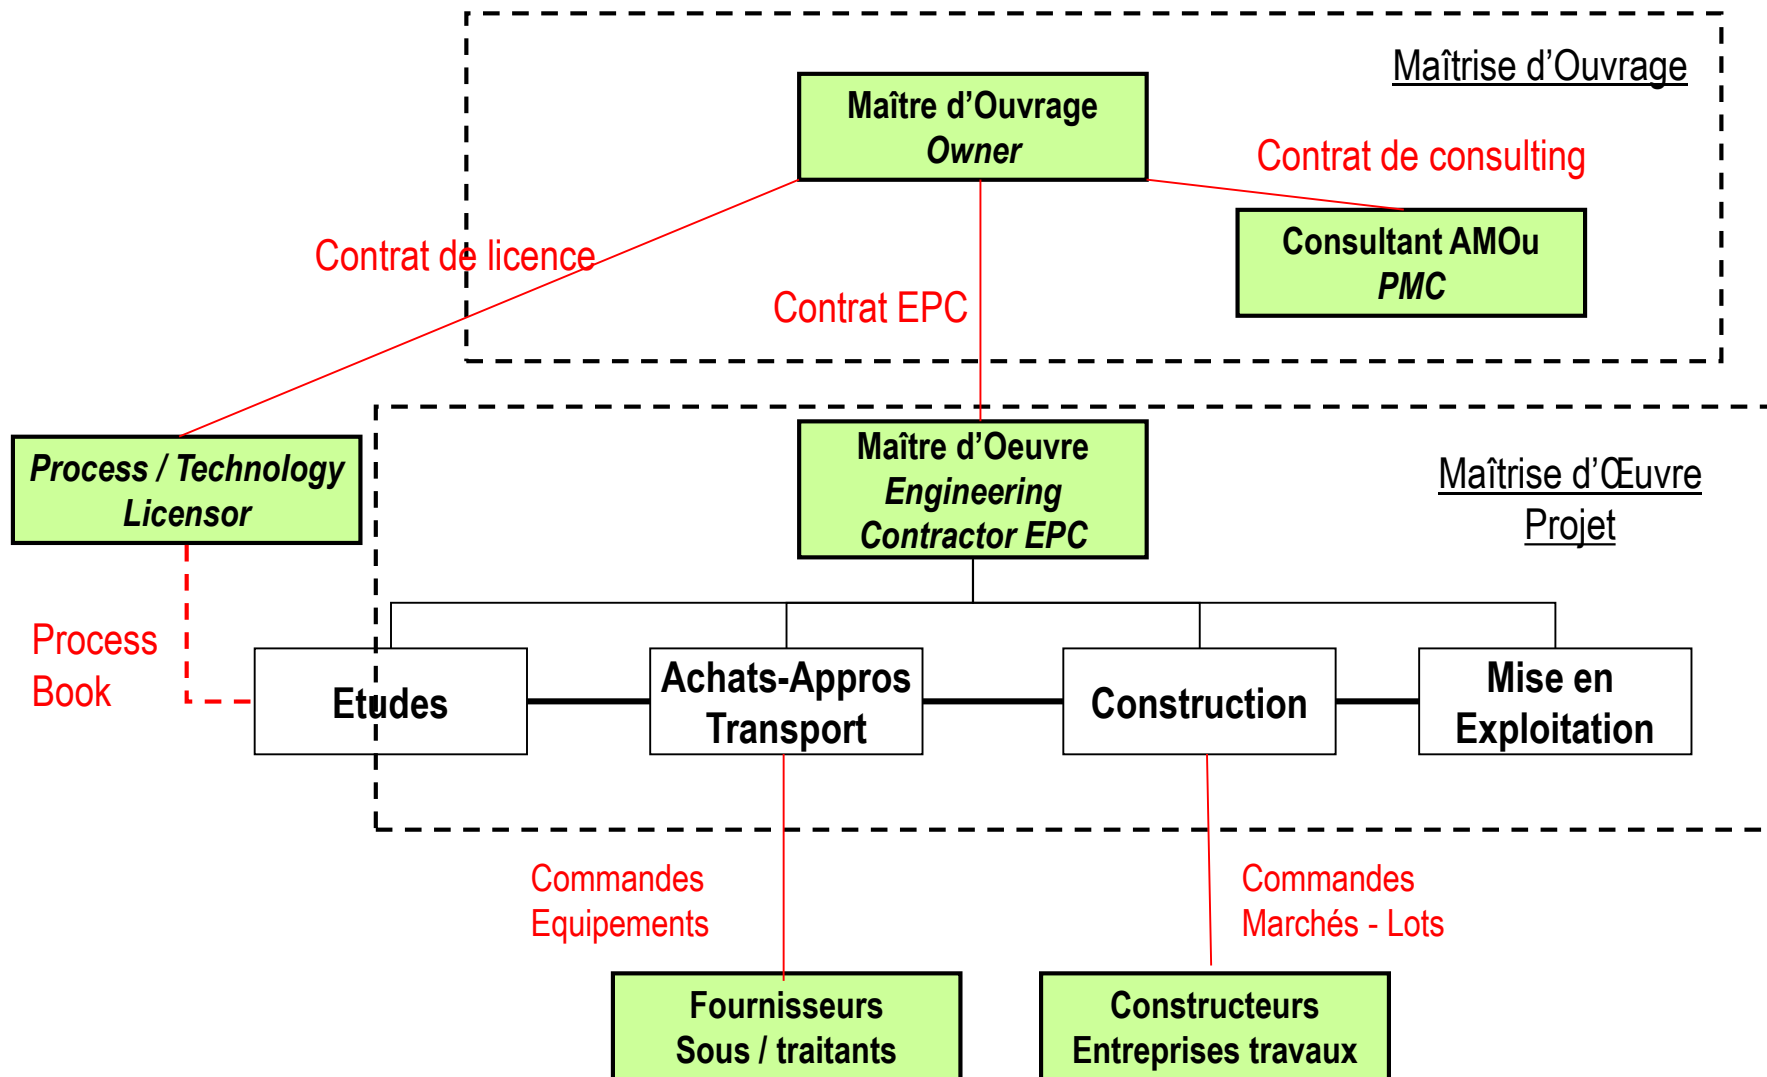 Maîtrise d’Ouvrage
Maître d’Ouvrage
Owner
Contrat de consulting
Consultant AMOu
PMC
Contrat de licence
Contrat EPC
Process / Technology
Licensor
Maître d’Oeuvre
Engineering
Contractor EPC
Maîtrise d’Œuvre
Projet
Process
Book
Etudes
Achats-Appros
Transport
Construction
Mise en
Exploitation
Commandes
Equipements
Commandes
Marchés - Lots
Fournisseurs
Sous / traitants
Constructeurs
Entreprises travaux